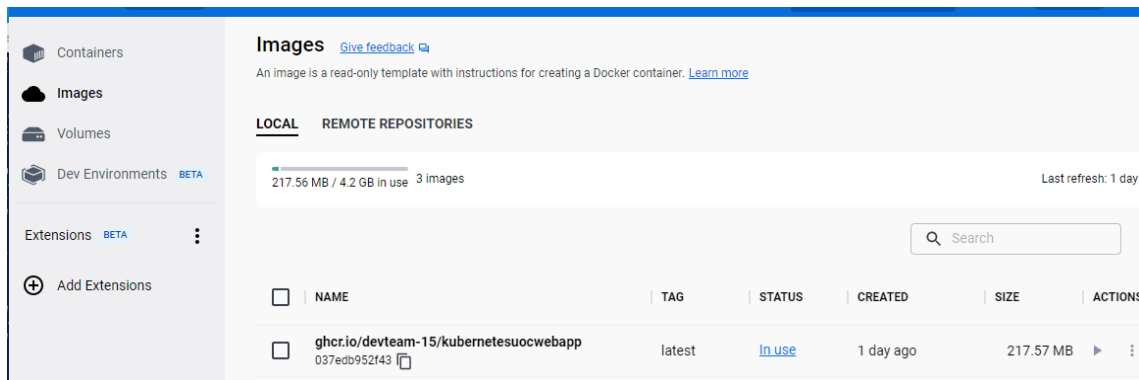 Containers
Images
Volumes
Dev Environments BETA
Extensions BETA
Add Extensions
Images Give feedback
An image is a read-only template with instructions for creating a Docker container. Learn more
LOCAL REMOTE REPOSITORIES
217.56 MB / 4.2 GB in use 3 images Last refresh: 1 day
Search
NAME TAG STATUS CREATED SIZE ACTIONS
ghcr.io/devteam-15/kubernetesuocwebapp latest In use 1 day ago 217.57 MB
037edb952f43